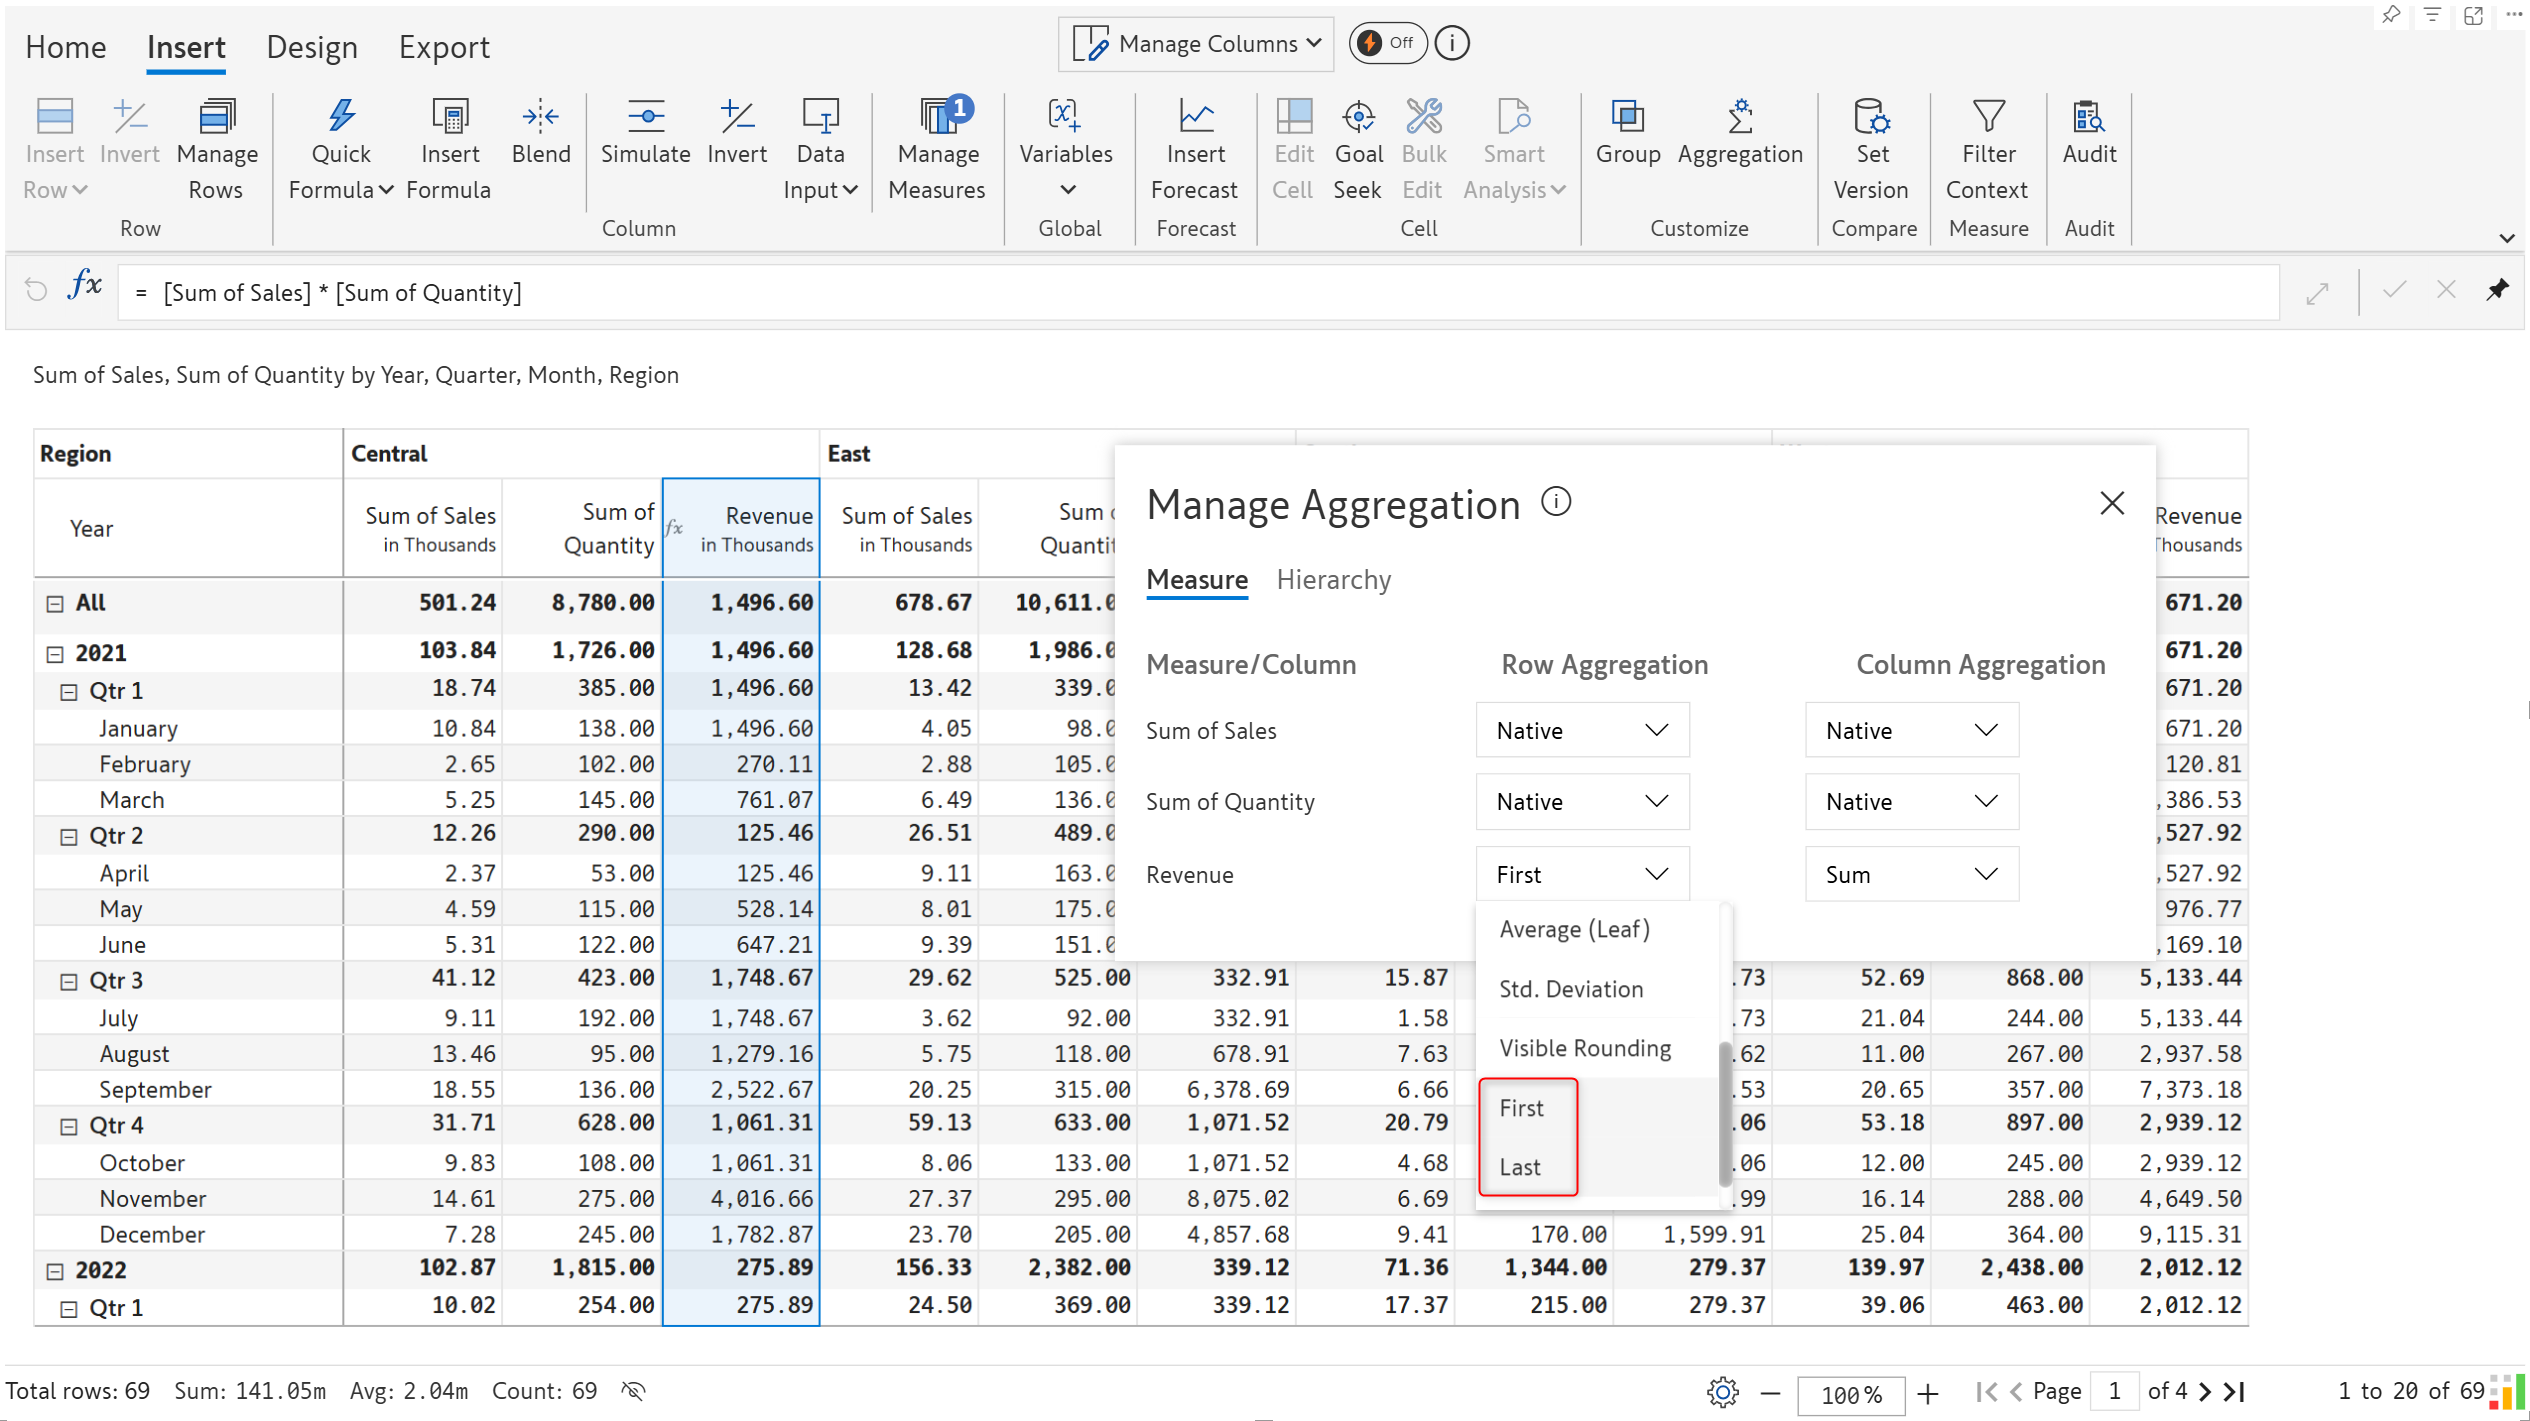 Home Insert Design Export Manage Columns Off
Insert Row Invert Manage Rows Quick Formula Insert Formula Blend Simulate Invert Data Input Manage Measures 1 Variables Insert Forecast Edit Cell Goal Seek Bulk Edit Smart Analysis Group Aggregation Set Version Filter Context Audit
Row Column Global Forecast Cell Customize Compare Measure Audit
fx = [Sum of Sales] * [Sum of Quantity]
Sum of Sales, Sum of Quantity by Year, Quarter, Month, Region
Region Central East
Year Sum of Sales in Thousands Sum of Quantity fx Revenue in Thousands Sum of Sales in Thousands Sum Revenue
All 501.24 8,780.00 1,496.60 678.67 671.20
2021 103.84 1,726.00 1,496.60 128.68 671.20
Qtr 1 18.74 385.00 1,496.60 13.42 671.20
January 10.84 138.00 1,496.60 4.05 671.20
February 2.65 102.00 270.11 2.88 120.81
March 5.25 145.00 761.07 6.49 ,386.53
Qtr 2 12.26 290.00 125.46 26.51 ,527.92
April 2.37 53.00 125.46 9.11 ,527.92
May 4.59 115.00 528.14 8.01 976.77
June 5.31 122.00 647.21 9.39 ,169.10
Qtr 3 41.12 423.00 1,748.67 29.62 525.00 332.91 15.87 .73 52.69 868.00 5,133.44
July 9.11 192.00 1,748.67 3.62 92.00 332.91 1.58 .73 21.04 244.00 5,133.44
August 13.46 95.00 1,279.16 5.75 118.00 678.91 7.63 .62 11.00 267.00 2,937.58
September 18.55 136.00 2,522.67 20.25 315.00 6,378.69 6.66 .53 20.65 357.00 7,373.18
Qtr 4 31.71 628.00 1,061.31 59.13 633.00 1,071.52 20.79 .06 53.18 897.00 2,939.12
October 9.83 108.00 1,061.31 8.06 133.00 1,071.52 4.68 .06 12.00 245.00 2,939.12
November 14.61 275.00 4,016.66 27.37 295.00 8,075.02 6.69 .99 16.14 288.00 4,649.50
December 7.28 245.00 1,782.87 23.70 205.00 4,857.68 9.41 170.00 1,599.91 25.04 364.00 9,115.31
2022 102.87 1,815.00 275.89 156.33 2,382.00 339.12 71.36 1,344.00 279.37 139.97 2,438.00 2,012.12
Qtr 1 10.02 254.00 275.89 24.50 369.00 339.12 17.37 215.00 279.37 39.06 463.00 2,012.12
Manage Aggregation
Measure Hierarchy
Measure/Column Row Aggregation Column Aggregation
Sum of Sales Native Native
Sum of Quantity Native Native
Revenue First Sum
Average (Leaf)
Std. Deviation
Visible Rounding
First
Last
Total rows: 69 Sum: 141.05m Avg: 2.04m Count: 69 100 % Page 1 of 4 1 to 20 of 69